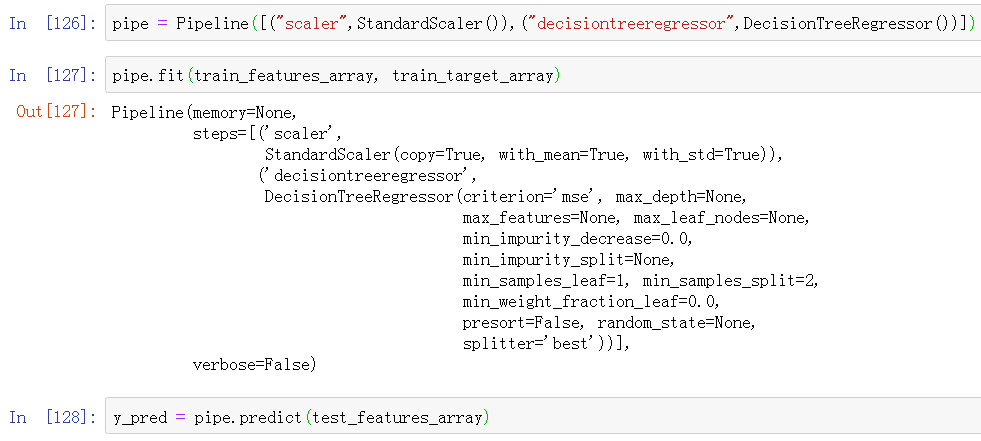 In [126]: pipe = Pipeline([("scaler",StandardScaler()),("decisiontreeregressor",DecisionTreeRegressor())])
In [127]: pipe.fit(train_features_array, train_target_array)
Out[127]: Pipeline(memory=None,
steps=[('scaler',
StandardScaler(copy=True, with_mean=True, with_std=True)),
('decisiontreeregressor',
DecisionTreeRegressor(criterion='mse', max_depth=None,
max_features=None, max_leaf_nodes=None,
min_impurity_decrease=0.0,
min_impurity_split=None,
min_samples_leaf=1, min_samples_split=2,
min_weight_fraction_leaf=0.0,
presort=False, random_state=None,
splitter='best'))],
verbose=False)
In [128]: y_pred = pipe.predict(test_features_array)